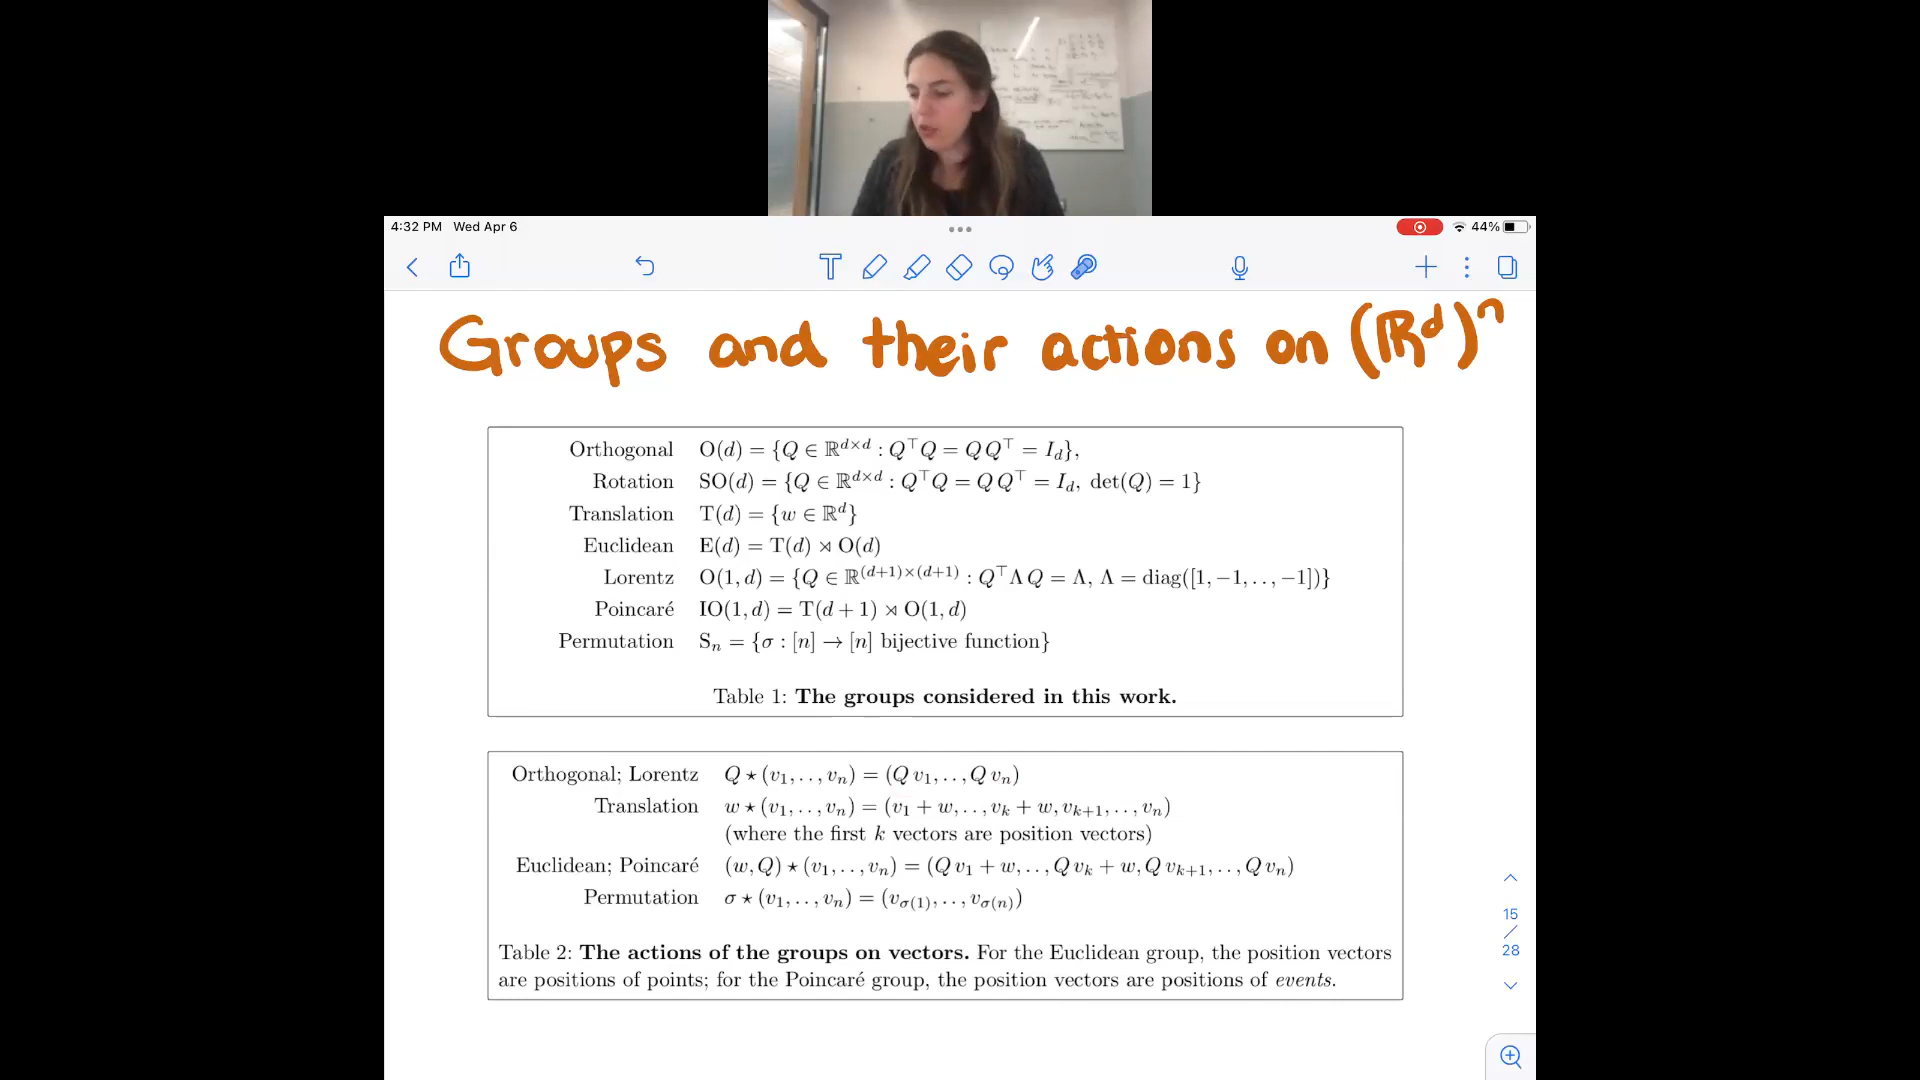 4:32 PM Wed Apr 6
44%
Groups and their actions on (ℝᵈ)ⁿ
Orthogonal O(d) = {Q ∈ ℝ^{d×d} : Q^⊤Q = Q Q^⊤ = I_d},
Rotation SO(d) = {Q ∈ ℝ^{d×d} : Q^⊤Q = Q Q^⊤ = I_d, det(Q) = 1}
Translation T(d) = {w ∈ ℝ^d}
Euclidean E(d) = T(d) ⋊ O(d)
Lorentz O(1, d) = {Q ∈ ℝ^{(d+1)×(d+1)} : Q^⊤ Λ Q = Λ, Λ = diag([1, −1, . . , −1])}
Poincaré IO(1, d) = T(d + 1) ⋊ O(1, d)
Permutation S_n = {σ : [n] → [n] bijective function}
Table 1: The groups considered in this work.
Orthogonal; Lorentz Q ⋆ (v_1, . . , v_n) = (Q v_1, . . , Q v_n)
Translation w ⋆ (v_1, . . , v_n) = (v_1 + w, . . , v_k + w, v_{k+1}, . . , v_n)
(where the first k vectors are position vectors)
Euclidean; Poincaré (w, Q) ⋆ (v_1, . . , v_n) = (Q v_1 + w, . . , Q v_k + w, Q v_{k+1}, . . , Q v_n)
Permutation σ ⋆ (v_1, . . , v_n) = (v_{σ(1)}, . . , v_{σ(n)})
Table 2: The actions of the groups on vectors. For the Euclidean group, the position vectors
are positions of points; for the Poincaré group, the position vectors are positions of events.
15
/
28